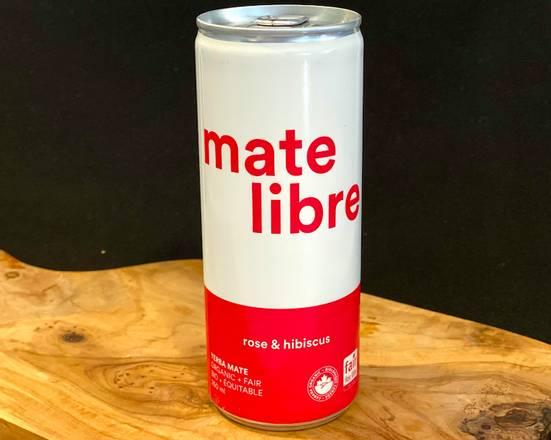 mate
libre
rose & hibiscus
YERBA MATE
ORGANIC + FAIR
BIO + ÉQUITABLE